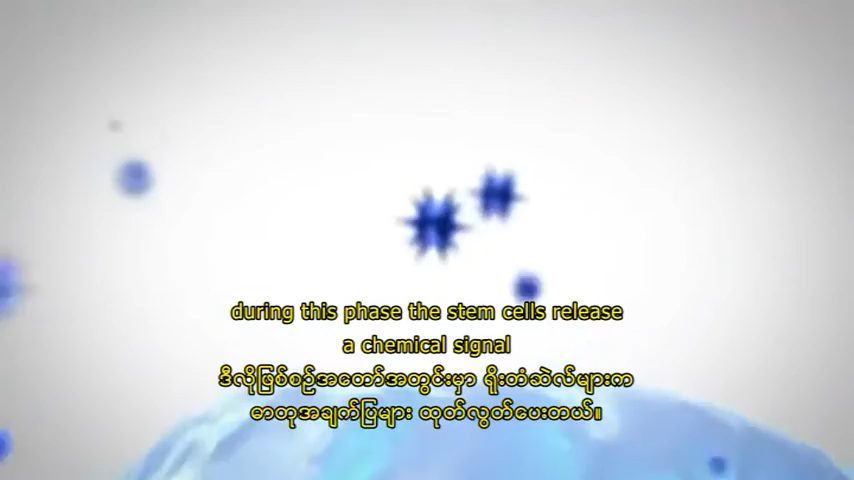 during this phase the stem cells release
a chemical signal
ဒီလိုဖြစ်စဉ်အတော်အတွင်းမှာ ရိုးတံဆဲလ်များက
ဓာတုအချက်ပြများ ထုတ်လွှတ်ပေးတယ်။